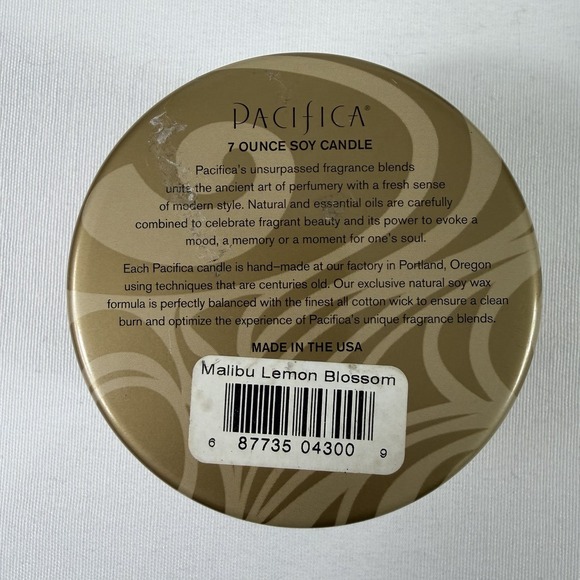 PACIFICA®
7 OUNCE SOY CANDLE
Pacifica's unsurpassed fragrance blends
units the ancient art of perfumery with a fresh sense
of modern style. Natural and essential oils are carefully
combined to celebrate fragrant beauty and its power to evoke a
mood, a memory or a moment for one's soul.
Each Pacifica candle is hand-made at our factory in Portland, Oregon
using techniques that are centuries old. Our exclusive natural soy wax
formula is perfectly balanced with the finest all cotton wick to ensure a clean
burn and optimize the experience of Pacifica's unique fragrance blends.
MADE IN THE USA
Malibu Lemon Blossom
6 87735 04300 9